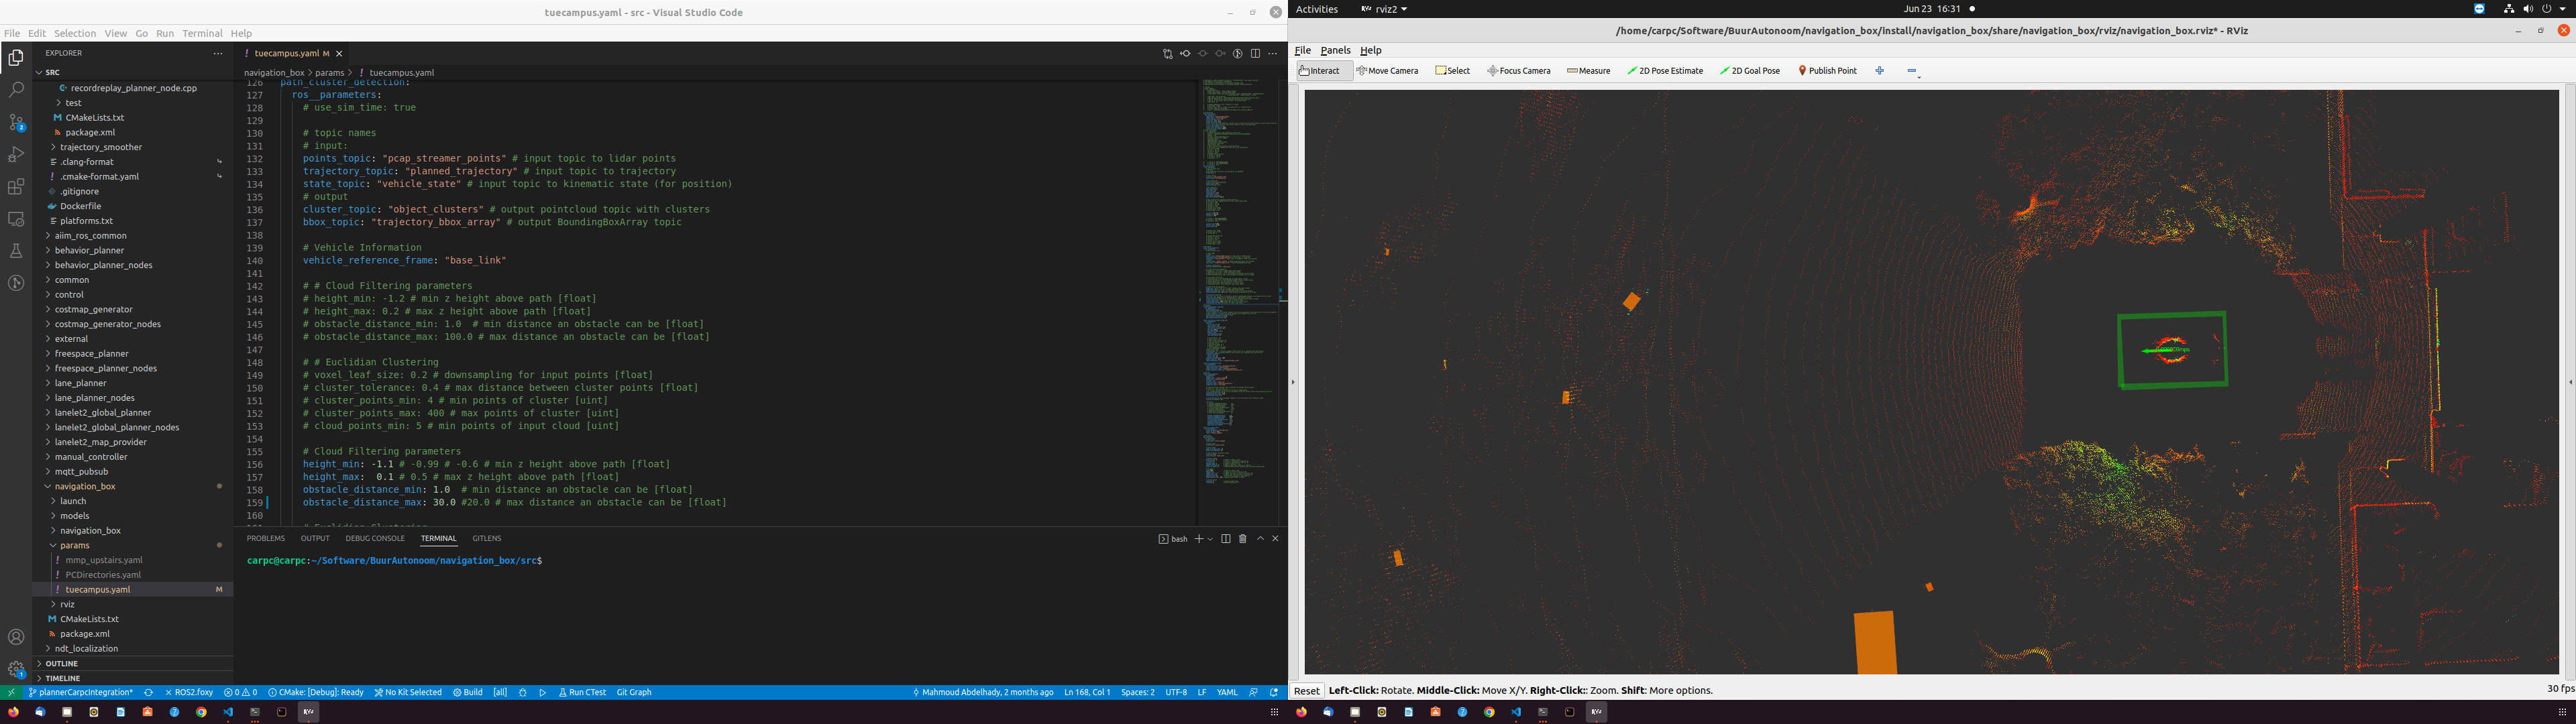 tuecampus.yaml - src - Visual Studio Code
File Edit Selection View Go Run Terminal Help
EXPLORER
SRC
recordreplay_planner_node.cpp
test
CMakeLists.txt
package.xml
trajectory_smoother
.clang-format
.cmake-format.yaml
.gitignore
Dockerfile
platforms.txt
aiim_ros_common
behavior_planner
behavior_planner_nodes
common
control
costmap_generator
costmap_generator_nodes
external
freespace_planner
freespace_planner_nodes
lane_planner
lane_planner_nodes
lanelet2_global_planner
lanelet2_global_planner_nodes
lanelet2_map_provider
manual_controller
mqtt_pubsub
navigation_box
launch
models
navigation_box
params
mmp_upstairs.yaml
PCDirectories.yaml
tuecampus.yaml M
rviz
CMakeLists.txt
package.xml
ndt_localization
OUTLINE
TIMELINE
tuecampus.yaml M
navigation_box > params > tuecampus.yaml
126 path_cluster_detection:
127 ros__parameters:
128 # use_sim_time: true
129
130 # topic names
131 # input:
132 points_topic: "pcap_streamer_points" # input topic to lidar points
133 trajectory_topic: "planned_trajectory" # input topic to trajectory
134 state_topic: "vehicle_state" # input topic to kinematic state (for position)
135 # output
136 cluster_topic: "object_clusters" # output pointcloud topic with clusters
137 bbox_topic: "trajectory_bbox_array" # output BoundingBoxArray topic
138
139 # Vehicle Information
140 vehicle_reference_frame: "base_link"
141
142 # # Cloud Filtering parameters
143 # height_min: -1.2 # min z height above path [float]
144 # height_max: 0.2 # max z height above path [float]
145 # obstacle_distance_min: 1.0 # min distance an obstacle can be [float]
146 # obstacle_distance_max: 100.0 # max distance an obstacle can be [float]
147
148 # # Euclidian Clustering
149 # voxel_leaf_size: 0.2 # downsampling for input points [float]
150 # cluster_tolerance: 0.4 # max distance between cluster points [float]
151 # cluster_points_min: 4 # min points of cluster [uint]
152 # cluster_points_max: 400 # max points of cluster [uint]
153 # cloud_points_min: 5 # min points of input cloud [uint]
154
155 # Cloud Filtering parameters
156 height_min: -1.1 # -0.99 # -0.6 # min z height above path [float]
157 height_max: 0.1 # 0.5 # max z height above path [float]
158 obstacle_distance_min: 1.0 # min distance an obstacle can be [float]
159 obstacle_distance_max: 30.0 #20.0 # max distance an obstacle can be [float]
160
PROBLEMS OUTPUT DEBUG CONSOLE TERMINAL GITLENS
bash
carpc@carpc:~/Software/BuurAutonoom/navigation_box/src$
plannerCarpcIntegration* ROS2.foxy 0 0 CMake: [Debug]: Ready No Kit Selected Build [all] Run CTest Git Graph
Mahmoud Abdelhady, 2 months ago Ln 168, Col 1 Spaces: 2 UTF-8 LF YAML
Activities rviz2 Jun 23 16:31
/home/carpc/Software/BuurAutonoom/navigation_box/install/navigation_box/share/navigation_box/rviz/navigation_box.rviz* - RViz
File Panels Help
Interact Move Camera Select Focus Camera Measure 2D Pose Estimate 2D Goal Pose Publish Point
Reset Left-Click: Rotate. Middle-Click: Move X/Y. Right-Click:: Zoom. Shift: More options.
30 fps